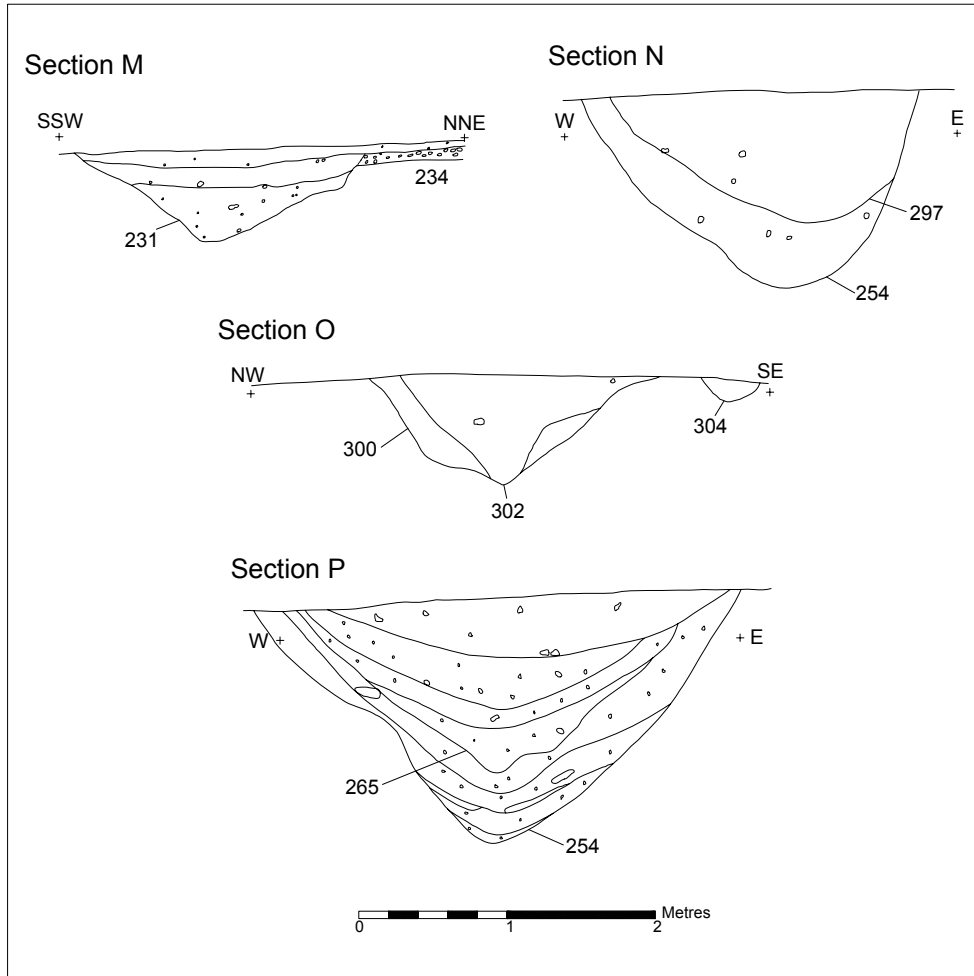 Section M
SSW
NNE
234
231
Section N
W
E
297
254
Section O
NW
SE
300
304
302
Section P
W
E
265
254
Metres
0 1 2